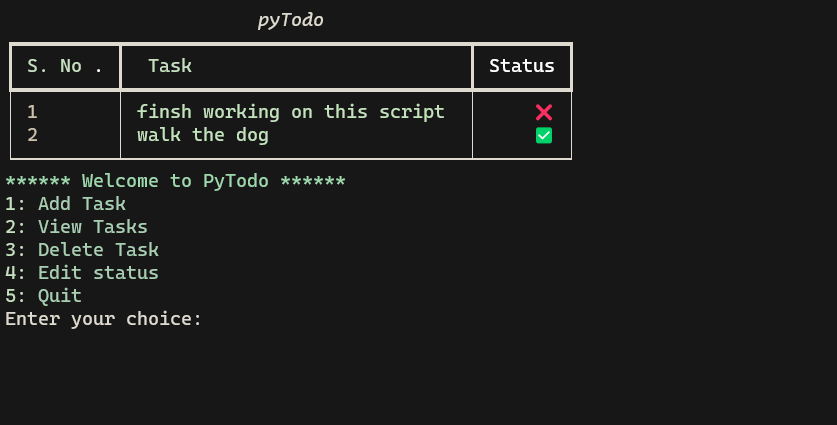 pyTodo
S. No . Task Status
1 finsh working on this script ❌
2 walk the dog ✅
****** Welcome to PyTodo ******
1: Add Task
2: View Tasks
3: Delete Task
4: Edit status
5: Quit
Enter your choice: